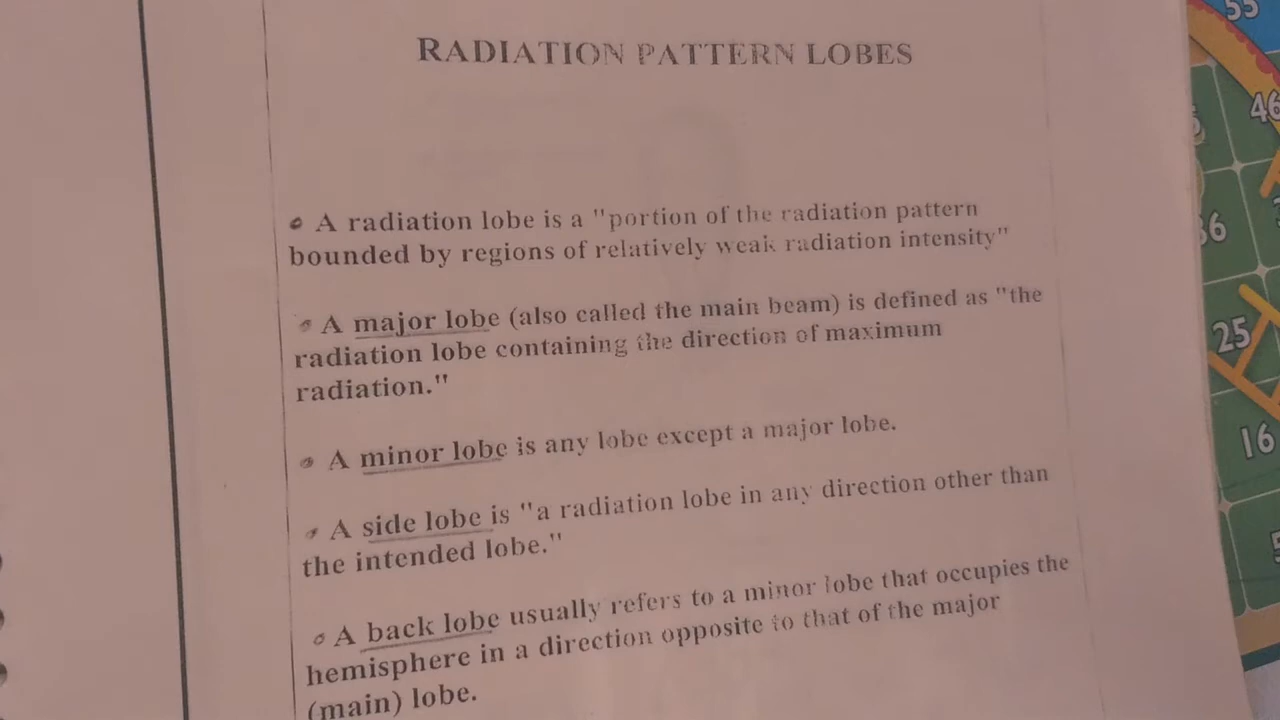 RADIATION PATTERN LOBES
A radiation lobe is a "portion of the radiation pattern
bounded by regions of relatively weak radiation intensity"
A major lobe (also called the main beam) is defined as "the
radiation lobe containing the direction of maximum
radiation."
A minor lobe is any lobe except a major lobe.
A side lobe is "a radiation lobe in any direction other than
the intended lobe."
A back lobe usually refers to a minor lobe that occupies the
hemisphere in a direction opposite to that of the major
(main) lobe.
55
46
25
16